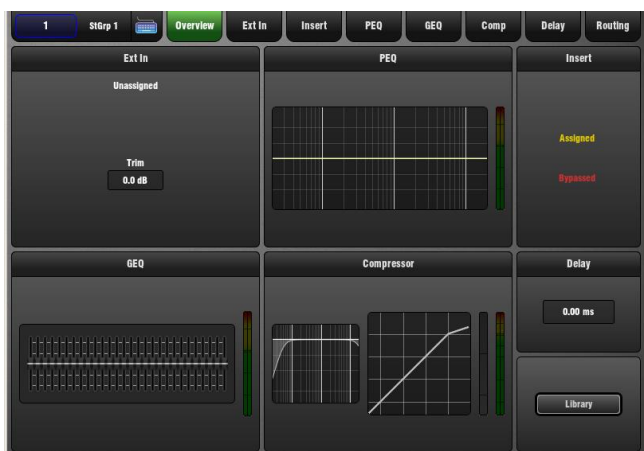 1 StGrp 1 Overview Ext In Insert PEQ GEQ Comp Delay Routing
Ext In PEQ Insert
Unassigned
Assigned
Trim
0.0 dB
Bypassed
GEQ Compressor Delay
0.00 ms
Library